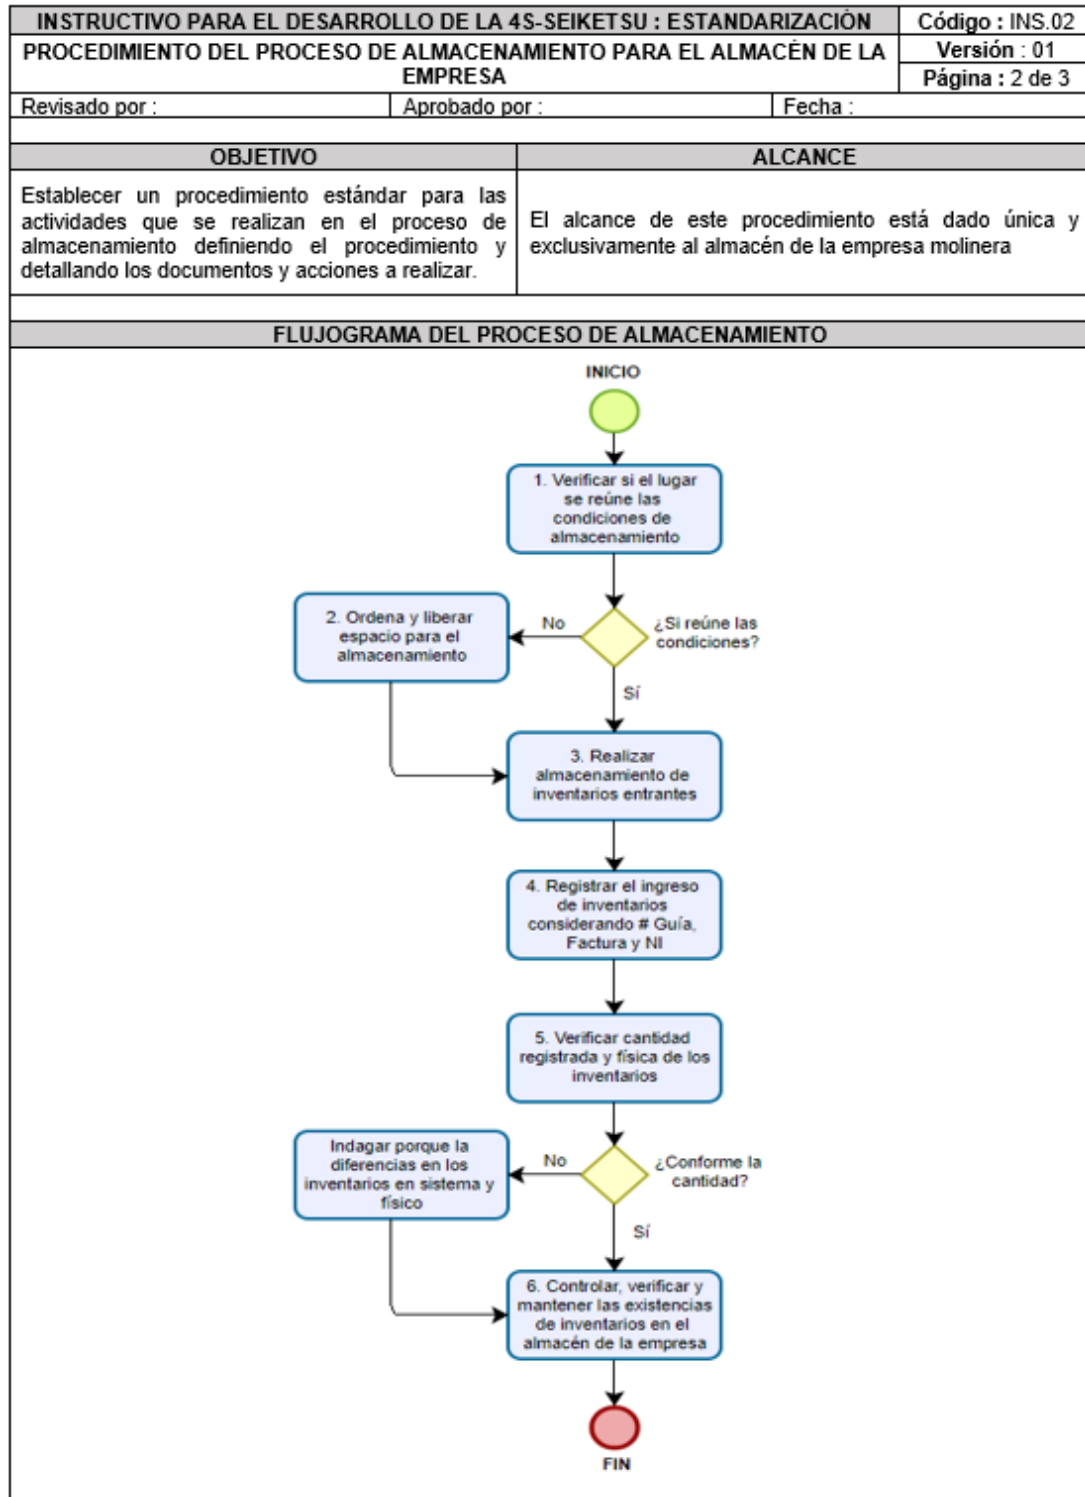 INSTRUCTIVO PARA EL DESARROLLO DE LA 4S-SEIKETSU : ESTANDARIZACIÓN
Código : INS.02
PROCEDIMIENTO DEL PROCESO DE ALMACENAMIENTO PARA EL ALMACÉN DE LA
EMPRESA
Versión : 01
Página : 2 de 3
Revisado por :
Aprobado por :
Fecha :
OBJETIVO
Establecer un procedimiento estándar para las
actividades que se realizan en el proceso de
almacenamiento definiendo el procedimiento y
detallando los documentos y acciones a realizar.
ALCANCE
El alcance de este procedimiento está dado única y
exclusivamente al almacén de la empresa molinera
FLUJOGRAMA DEL PROCESO DE ALMACENAMIENTO
INICIO
1. Verificar si el lugar
se reúne las
condiciones de
almacenamiento
¿Si reúne las
condiciones?
No
2. Ordena y liberar
espacio para el
almacenamiento
Sí
3. Realizar
almacenamiento de
inventarios entrantes
4. Registrar el ingreso
de inventarios
considerando # Guía,
Factura y NI
5. Verificar cantidad
registrada y física de los
inventarios
¿Conforme la
cantidad?
No
Indagar porque la
diferencias en los
inventarios en sistema y
físico
Sí
6. Controlar, verificar y
mantener las existencias
de inventarios en el
almacén de la empresa
FIN